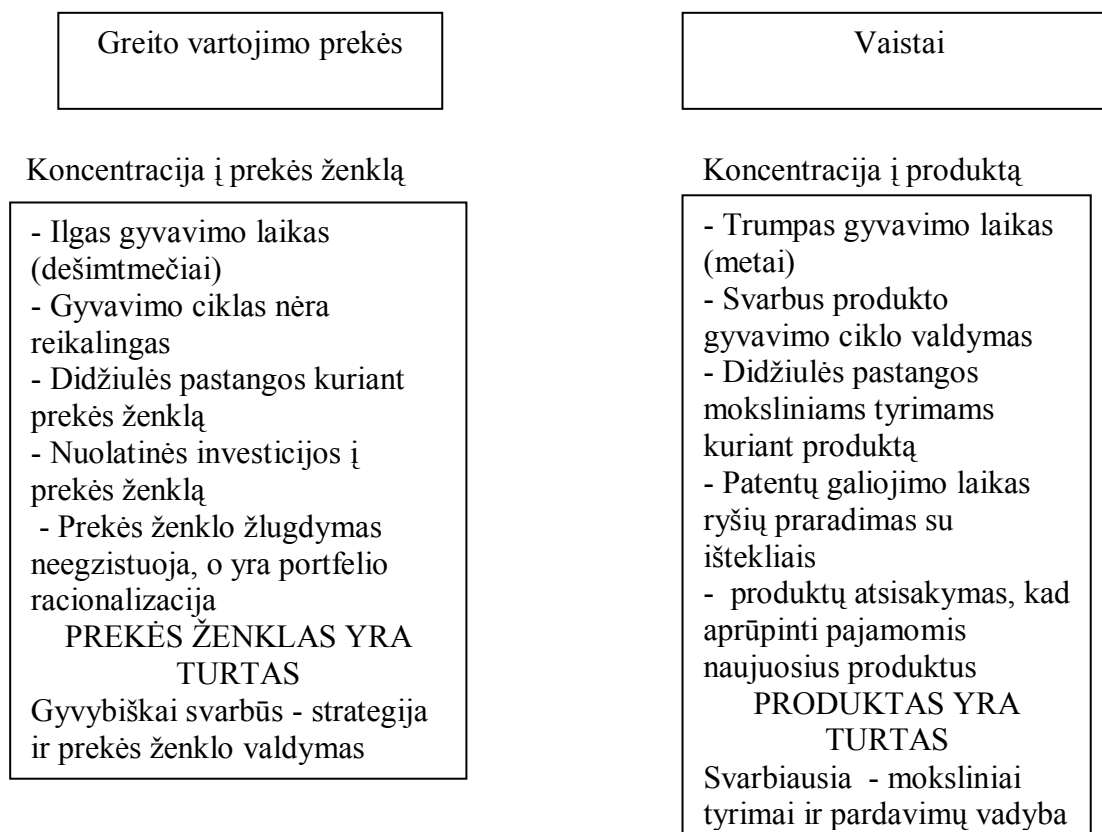 Greito vartojimo prekės
Koncentracija į prekės ženklą
- Ilgas gyvavimo laikas
(dešimtmečiai)
- Gyvavimo ciklas nėra
reikalingas
- Didžiulės pastangos kuriant
prekės ženklą
- Nuolatinės investicijos į
prekės ženklą
- Prekės ženklo žlugdymas
neegzistuoja, o yra portfelio
racionalizacija
PREKĖS ŽENKLAS YRA
TURTAS
Gyvybiškai svarbūs - strategija
ir prekės ženklo valdymas
Vaistai
Koncentracija į produktą
- Trumpas gyvavimo laikas
(metai)
- Svarbus produkto
gyvavimo ciklo valdymas
- Didžiulės pastangos
moksliniams tyrimams
kuriant produktą
- Patentų galiojimo laikas
ryšių praradimas su
ištekliais
- produktų atsisakymas, kad
aprūpinti pajamomis
naujuosius produktus
PRODUKTAS YRA
TURTAS
Svarbiausia - moksliniai
tyrimai ir pardavimų vadyba